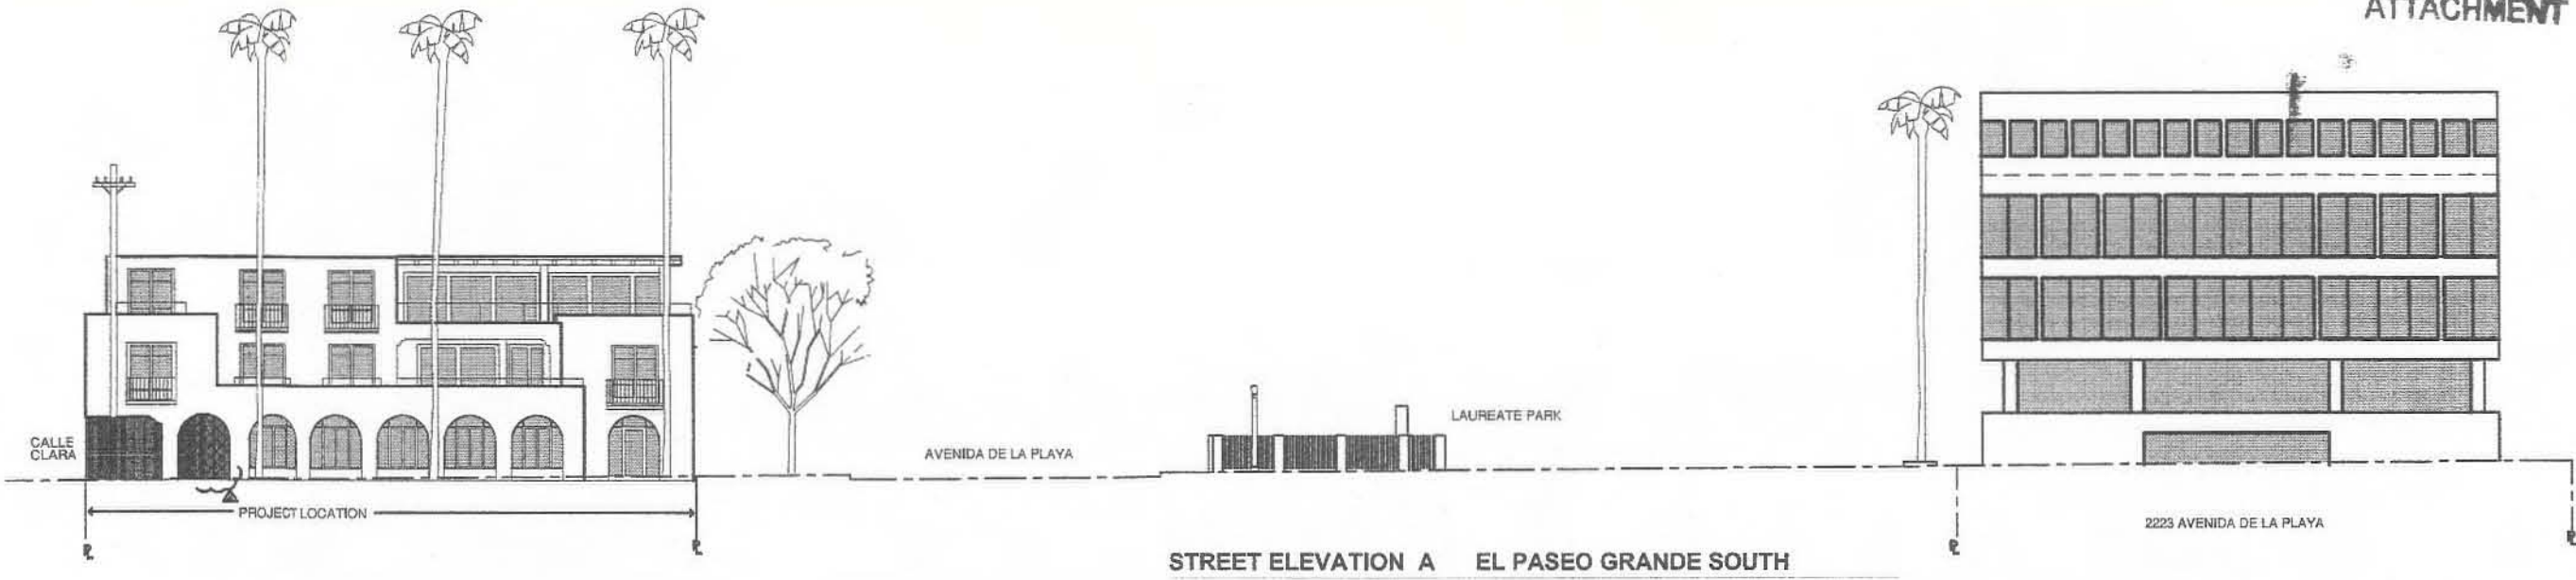 ATTACHMENT
CALLE
CLARA
AVENIDA DE LA PLAYA
LAUREATE PARK
PROJECT LOCATION
2223 AVENIDA DE LA PLAYA
STREET ELEVATION A EL PASEO GRANDE SOUTH